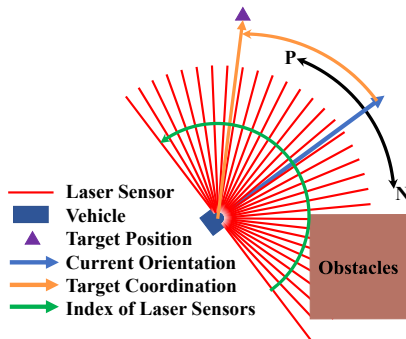 P
N
Laser Sensor
Vehicle
Target Position
Current Orientation
Target Coordination
Index of Laser Sensors
Obstacles